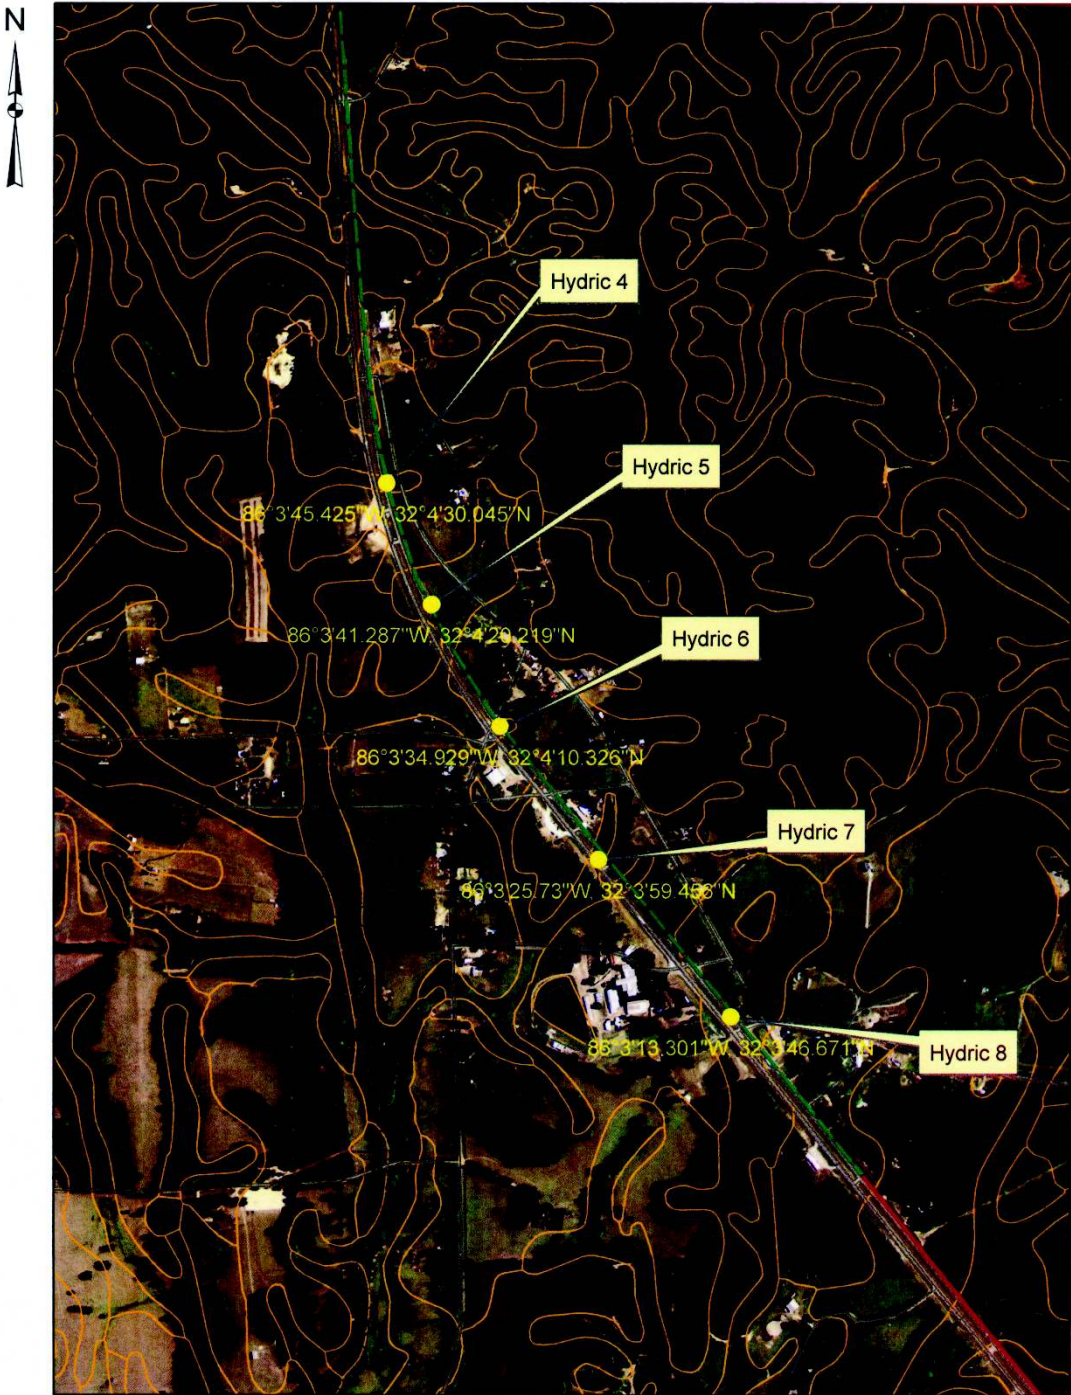 N
Hydric 4
86°3'45.425"W, 32°4'30.045"N
Hydric 5
86°3'41.287"W, 32°4'20.219"N
Hydric 6
86°3'34.929"W, 32°4'10.326"N
Hydric 7
86°3'25.73"W, 32°3'59.456"N
Hydric 8
86°3'13.301"W, 32°3'46.671"N